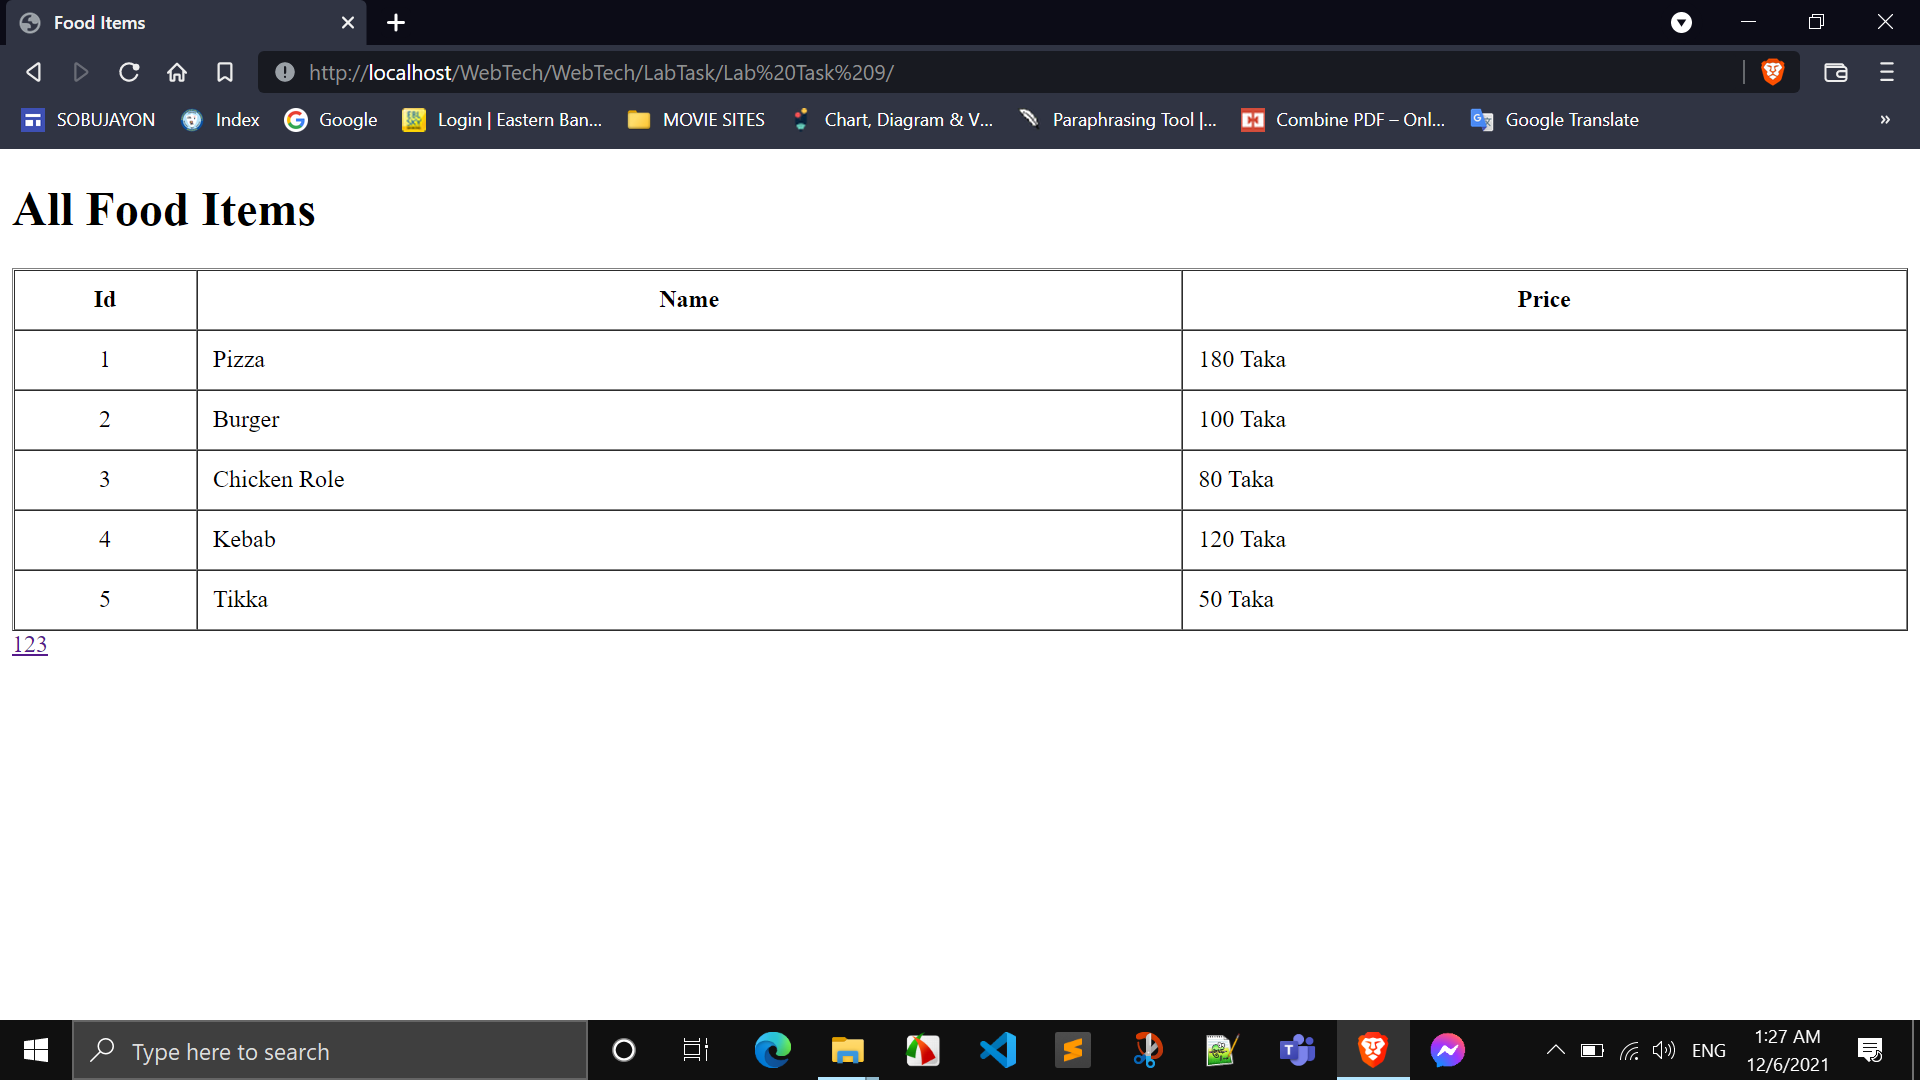 Food Items
http://localhost/WebTech/WebTech/LabTask/Lab%20Task%209/
SOBUJAYON Index Google Login | Eastern Ban... MOVIE SITES Chart, Diagram & V... Paraphrasing Tool |... Combine PDF – Onl... Google Translate »
All Food Items
Id Name Price
1 Pizza 180 Taka
2 Burger 100 Taka
3 Chicken Role 80 Taka
4 Kebab 120 Taka
5 Tikka 50 Taka
123
Type here to search
ENG
1:27 AM
12/6/2021